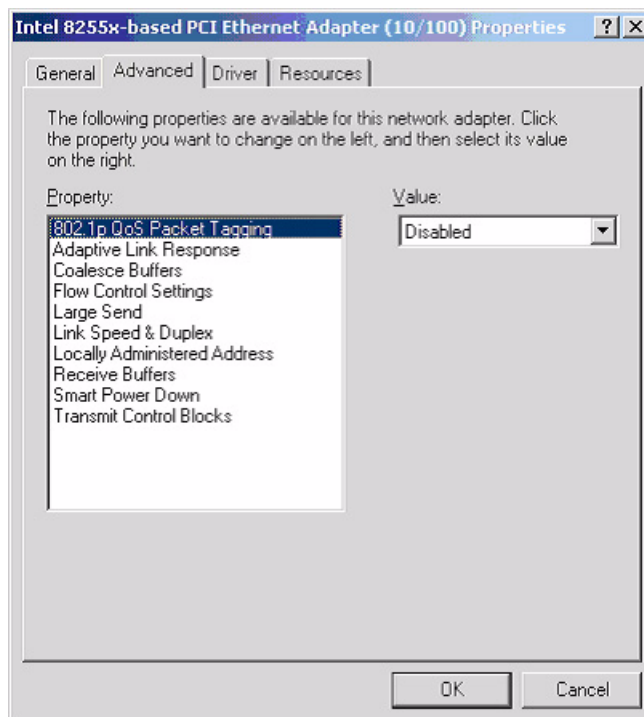 Intel 8255x-based PCI Ethernet Adapter (10/100) Properties
General Advanced Driver Resources
The following properties are available for this network adapter. Click
the property you want to change on the left, and then select its value
on the right.
Property: Value:
802.1p QoS Packet Tagging Disabled
Adaptive Link Response
Coalesce Buffers
Flow Control Settings
Large Send
Link Speed & Duplex
Locally Administered Address
Receive Buffers
Smart Power Down
Transmit Control Blocks
OK Cancel